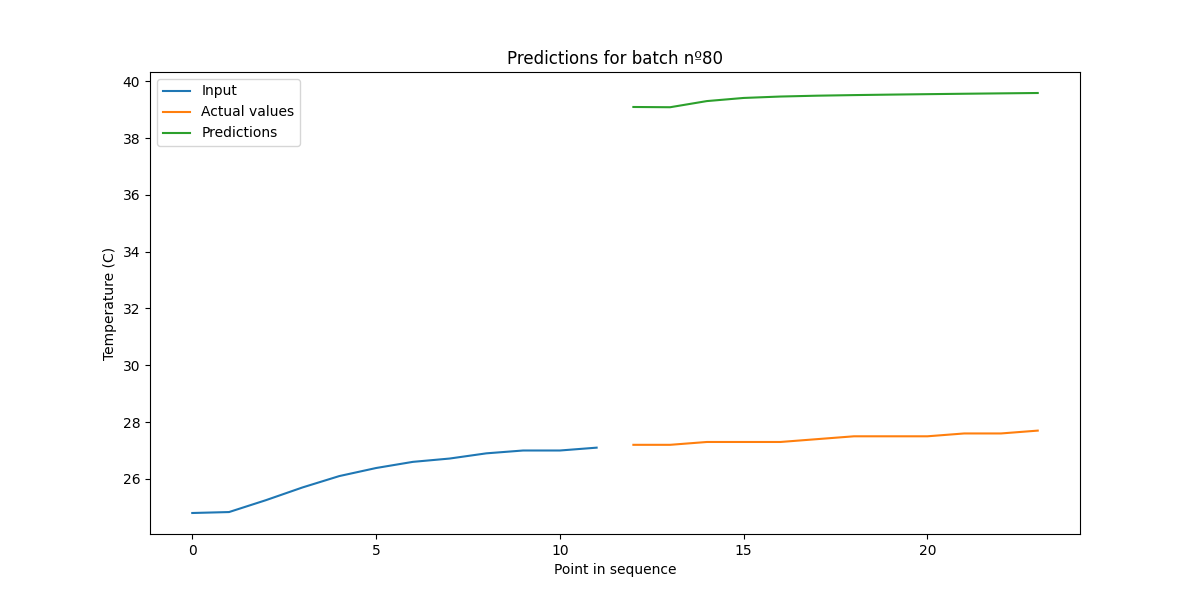 Predictions for batch nº80
Input
Actual values
Predictions
40
38
36
34
32
30
28
26
Temperature (C)
0
5
10
15
20
Point in sequence